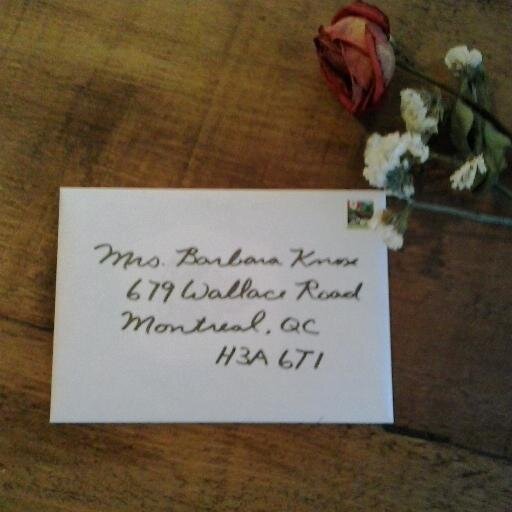 Mrs. Barbara Knox
679 Wallace Road
Montreal, QC
H3A 6T1